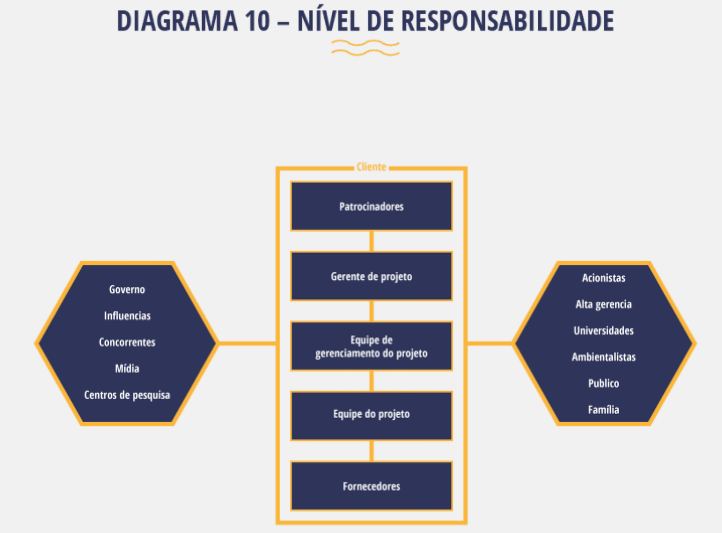 DIAGRAMA 10 – NÍVEL DE RESPONSABILIDADE
Cliente
Patrocinadores
Gerente de projeto
Equipe de
gerenciamento do projeto
Equipe do projeto
Fornecedores
Governo
Influencias
Concorrentes
Mídia
Centros de pesquisa
Acionistas
Alta gerencia
Universidades
Ambientalistas
Publico
Família